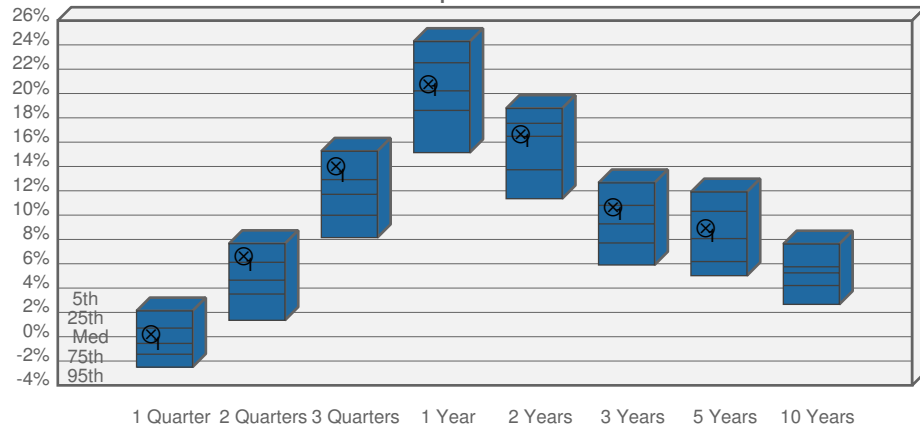 26%
24%
22%
20%
18%
16%
14%
12%
10%
8%
6%
4%
2%
0%
-2%
-4%
5th
25th
Med
75th
95th
1 Quarter 2 Quarters 3 Quarters 1 Year 2 Years 3 Years 5 Years 10 Years